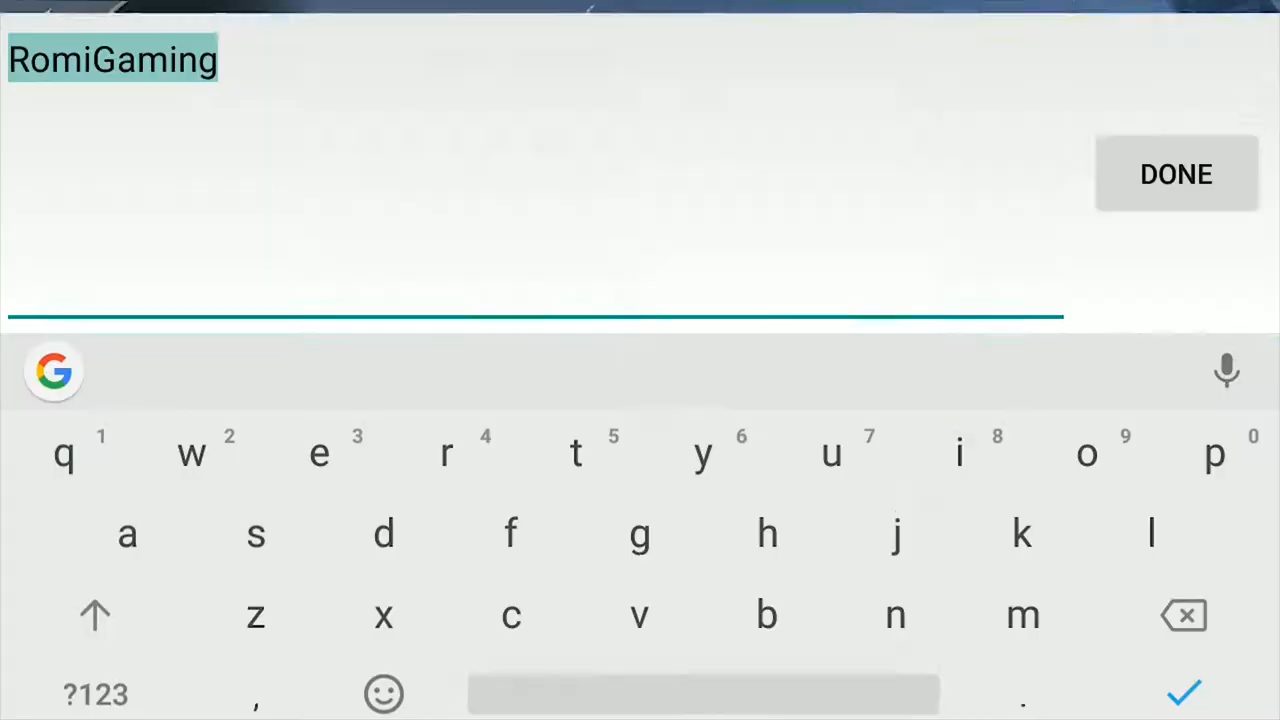 RomiGaming
DONE
q 1 w 2 e 3 r 4 t 5 y 6 u 7 i 8 o 9 p 0
a s d f g h j k l
z x c v b n m
?123 , .